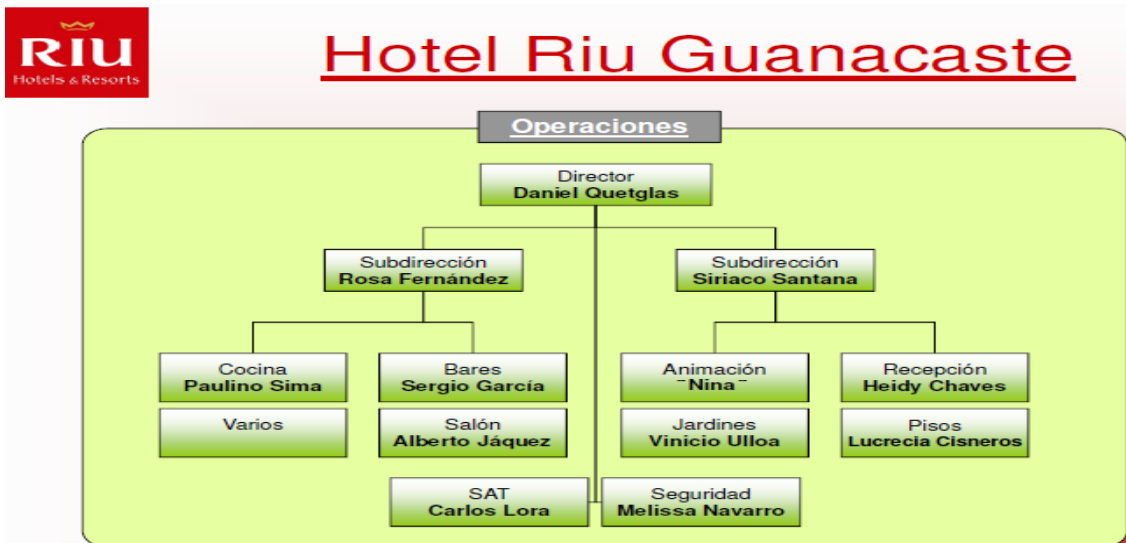 RIU
Hotels & Resorts
Hotel Riu Guanacaste
Operaciones
Director
Daniel Quetglas
Subdirección
Rosa Fernández
Subdirección
Siriaco Santana
Cocina
Paulino Sima
Bares
Sergio García
Animación
¨Nina¨
Recepción
Heidy Chaves
Varios
Salón
Alberto Jáquez
Jardines
Vinicio Ulloa
Pisos
Lucrecia Cisneros
SAT
Carlos Lora
Seguridad
Melissa Navarro